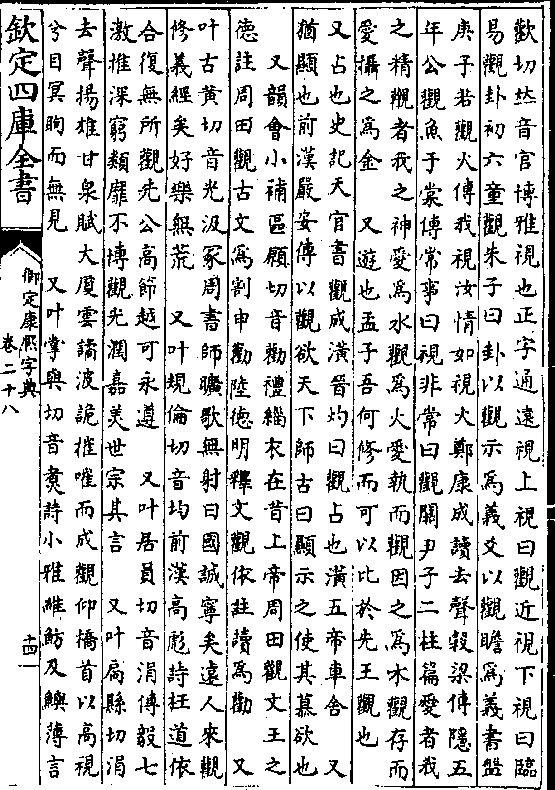 歡切𠀤音官博雅視也正字通遠視上視曰觀近視下視曰臨
易觀卦初六童觀朱子曰卦以觀示爲義爻以觀瞻爲義書盤
庚予若觀火傳我視汝情如視火鄭康成讀去聲穀梁傳隱五
年公觀魚于棠傳常事曰視非常曰觀關尹子二柱篇愛者我
之精觀者我之神愛爲水觀爲火愛執而觀因之爲木觀存而
愛攝之爲金 又遊也孟子吾何修而可以比於先王觀也
又占也史記天官書觀成潢晉灼曰觀占也潢五帝車舍 又
猶顯也前漢嚴安傳以觀欲天下師古曰顯示之使其慕欲也
又韻會小補區願切音勸禮緇衣在昔上帝周田觀文王之
德註周田觀古文爲割申勸陸德明釋文觀依註讀爲勸 又
叶古黃切音光汲冢周書師曠歌無射曰國誠寧矣遠人來觀
修義經矣好樂無荒 又叶規倫切音均前漢高彪詩枉道依
合復無所觀先公高節越可永遵 又叶居員切音涓傅毅七
激推深窮類靡不博觀光潤嘉美世宗其言 又叶扃縣切涓
去聲揚雄甘泉賦大厦雲譎波詭摧嗺而成觀仰橋首以高視
兮目冥眴而無見 又叶掌與切音煑詩小雅維魴及鱮薄言
欽定四庫全書
御定康熙字典
卷二十八
十四